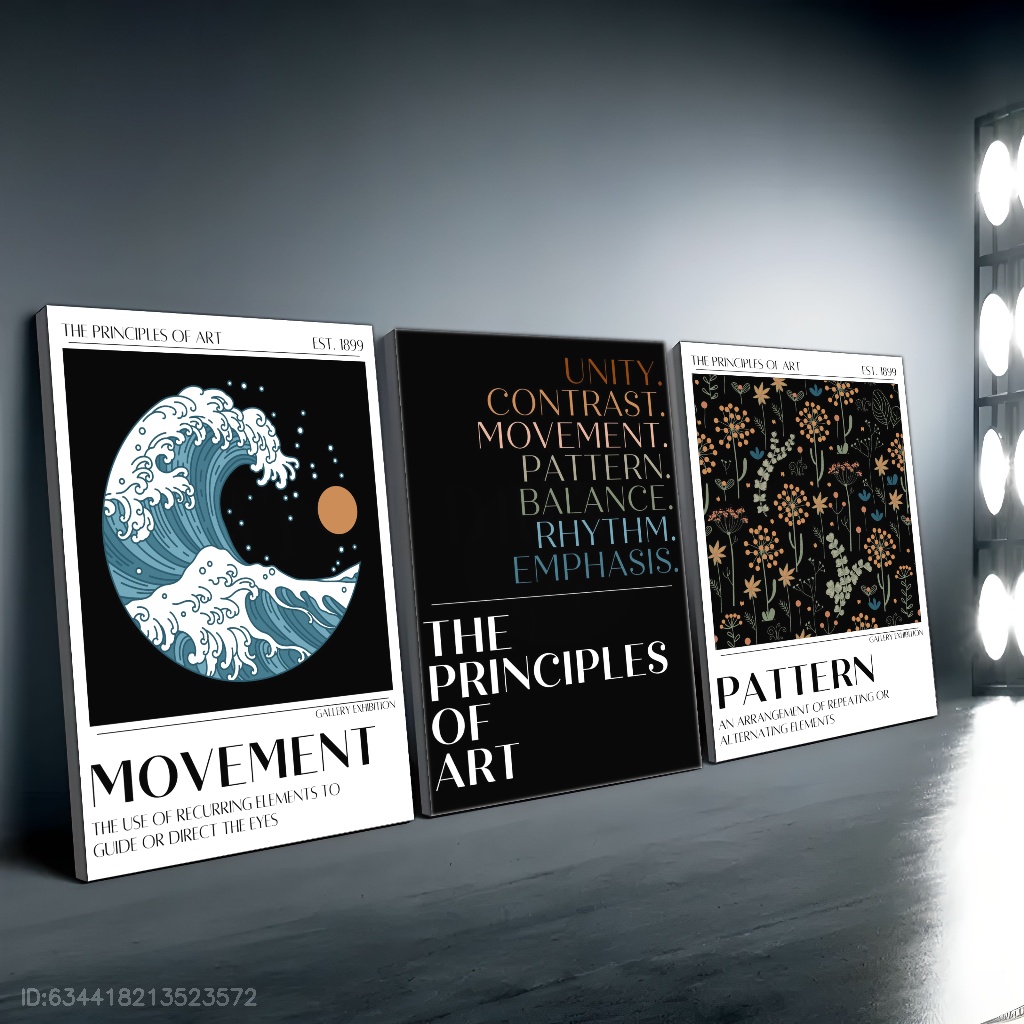 THE PRINCIPLES OF ART
EST. 1899
GALLERY EXHIBITION
MOVEMENT
THE USE OF RECURRING ELEMENTS TO
GUIDE OR DIRECT THE EYES
UNITY.
CONTRAST.
MOVEMENT.
PATTERN.
BALANCE.
RHYTHM.
EMPHASIS.
THE
PRINCIPLES
OF
ART
THE PRINCIPLES OF ART
EST. 1899
GALLERY EXHIBITION
PATTERN
AN ARRANGEMENT OF REPEATING OR
ALTERNATING ELEMENTS
ID:634418213523572